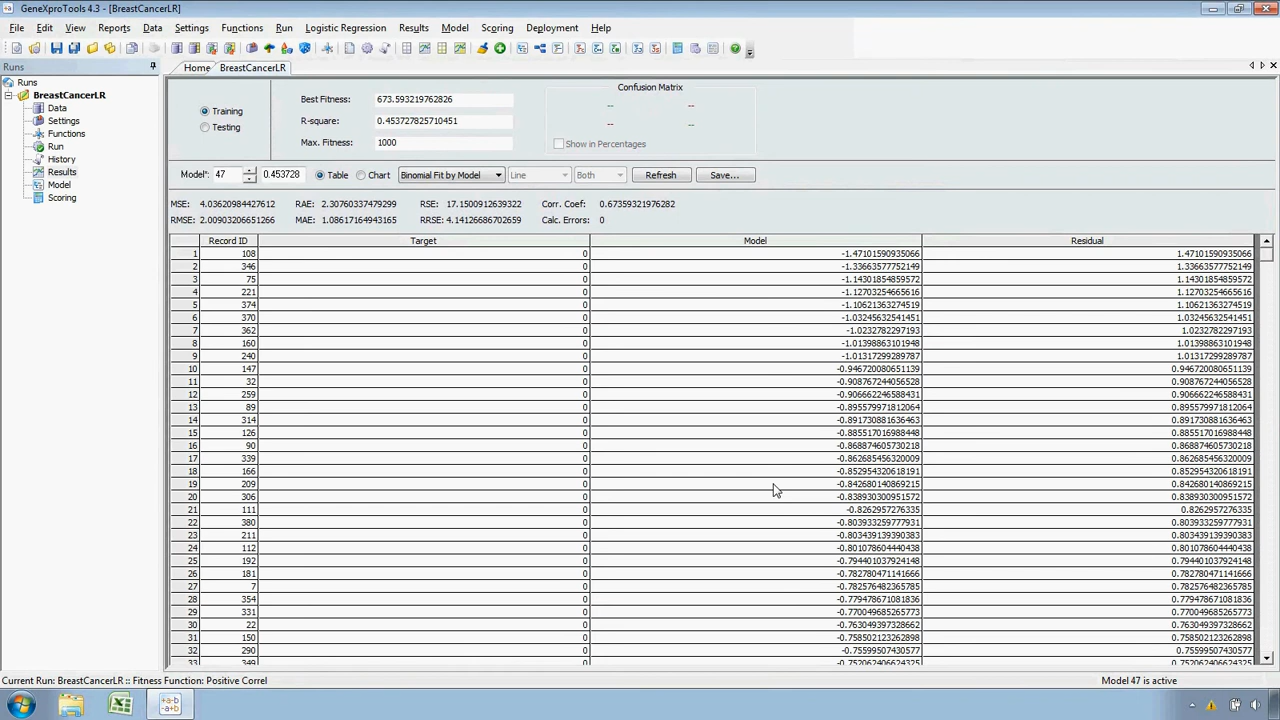 GeneXproTools 4.3 - [BreastCancerLR]
File Edit View Reports Data Settings Functions Run Logistic Regression Results Model Scoring Deployment Help
Runs
Home BreastCancerLR
Runs
BreastCancerLR
Data
Settings
Functions
Run
History
Results
Model
Scoring
Training
Testing
Best Fitness: 673.593219762826
R-square: 0.453727825710451
Max. Fitness: 1000
Confusion Matrix
-- --
-- --
Show in Percentages
Model*: 47 0.453728 Table Chart Binomial Fit by Model Line Both Refresh Save...
MSE: 4.03620984427612 RAE: 2.30760337479299 RSE: 17.1500912639322 Corr. Coef: 0.67359321976282
RMSE: 2.00903206651266 MAE: 1.08617164943165 RRSE: 4.14126686702659 Calc. Errors: 0
Record ID Target Model Residual
1 108 0 -1.47101590935066 1.47101590935066
2 346 0 -1.33663577752149 1.33663577752149
3 75 0 -1.14301854859572 1.14301854859572
4 221 0 -1.12703254665616 1.12703254665616
5 374 0 -1.10621363274519 1.10621363274519
6 370 0 -1.03245632541451 1.03245632541451
7 362 0 -1.0232782297193 1.0232782297193
8 160 0 -1.01398863101948 1.01398863101948
9 240 0 -1.01317299289787 1.01317299289787
10 147 0 -0.946720080651139 0.946720080651139
11 32 0 -0.908767244056528 0.908767244056528
12 259 0 -0.906662246588431 0.906662246588431
13 89 0 -0.895579971812064 0.895579971812064
14 314 0 -0.891730881636463 0.891730881636463
15 126 0 -0.885517016988448 0.885517016988448
16 90 0 -0.868874605730218 0.868874605730218
17 339 0 -0.862685456320009 0.862685456320009
18 166 0 -0.852954320618191 0.852954320618191
19 209 0 -0.842680140869215 0.842680140869215
20 306 0 -0.838930300951572 0.838930300951572
21 111 0 -0.8262957276335 0.8262957276335
22 380 0 -0.803933259777931 0.803933259777931
23 211 0 -0.803439139390383 0.803439139390383
24 112 0 -0.801078604440438 0.801078604440438
25 192 0 -0.794401037924148 0.794401037924148
26 181 0 -0.782780471141666 0.782780471141666
27 7 0 -0.782576482365785 0.782576482365785
28 354 0 -0.779478671081836 0.779478671081836
29 331 0 -0.770049685265773 0.770049685265773
30 22 0 -0.763049397328662 0.763049397328662
31 150 0 -0.758502123262898 0.758502123262898
32 290 0 -0.75599507430577 0.75599507430577
33 349 0 -0.752062406624325 0.752062406624325
Current Run: BreastCancerLR :: Fitness Function: Positive Correl Model 47 is active